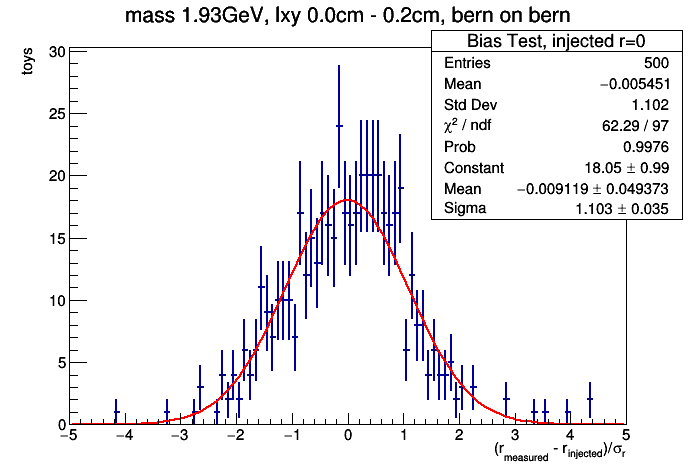 mass 1.93GeV, lxy 0.0cm - 0.2cm, bern on bern
Bias Test, injected r=0
Entries 500
Mean −0.005451
Std Dev 1.102
χ² / ndf 62.29 / 97
Prob 0.9976
Constant 18.05 ± 0.99
Mean −0.009119 ± 0.049373
Sigma 1.103 ± 0.035
toys
30
25
20
15
10
5
0
−5 −4 −3 −2 −1 0 1 2 3 4 5
(r_measured - r_injected)/σ_r